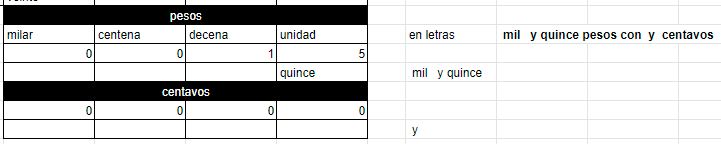 pesos
milar centena decena unidad en letras mil y quince pesos con y centavos
0 0 1 5
quince mil y quince
centavos
0 0 0 0
y